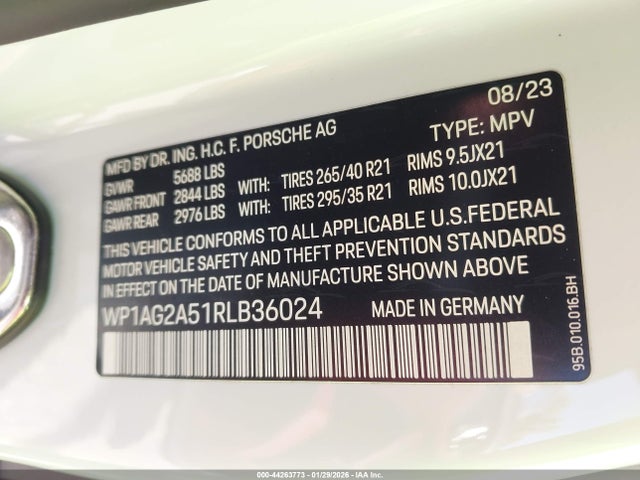 08/23
MFD BY DR. ING. H.C. F. PORSCHE AG TYPE: MPV
GVWR 5688 LBS
GAWR FRONT 2844 LBS WITH: TIRES 265/40 R21 RIMS 9.5JX21
GAWR REAR 2976 LBS WITH: TIRES 295/35 R21 RIMS 10.0JX21
THIS VEHICLE CONFORMS TO ALL APPLICABLE U.S.FEDERAL
MOTOR VEHICLE SAFETY AND THEFT PREVENTION STANDARDS
IN EFFECT ON THE DATE OF MANUFACTURE SHOWN ABOVE
WP1AG2A51RLB36024 MADE IN GERMANY
95B.010.016.BH
000-44263773 - 01/29/2026 - IAA Inc.